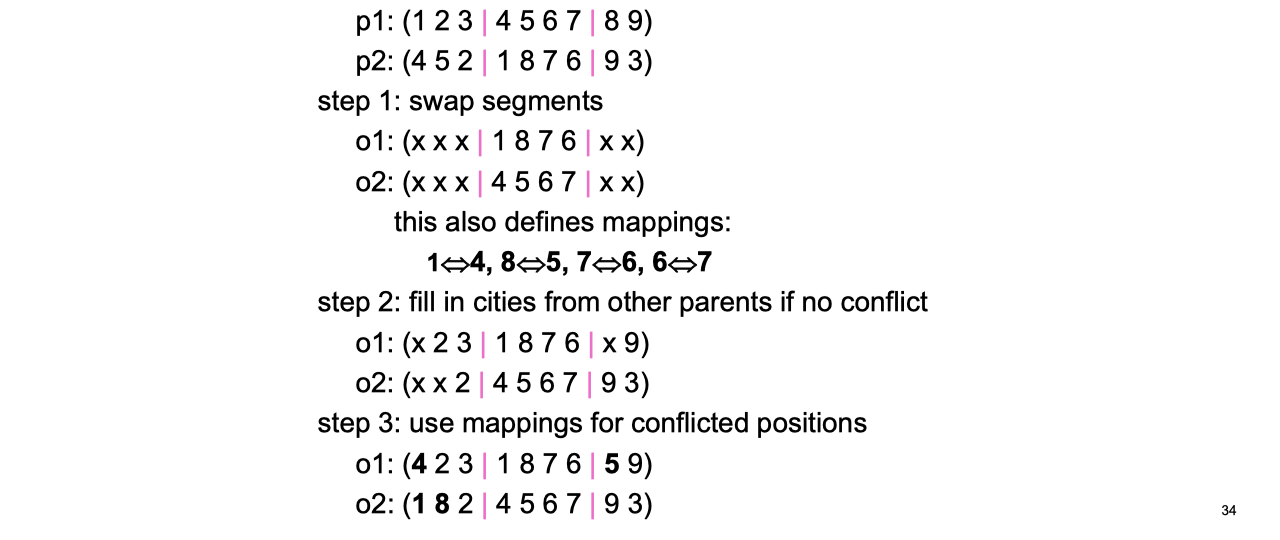 p1: (1 2 3 | 4 5 6 7 | 8 9)
p2: (4 5 2 | 1 8 7 6 | 9 3)
step 1: swap segments
o1: (x x x | 1 8 7 6 | x x)
o2: (x x x | 4 5 6 7 | x x)
this also defines mappings:
1⇔4, 8⇔5, 7⇔6, 6⇔7
step 2: fill in cities from other parents if no conflict
o1: (x 2 3 | 1 8 7 6 | x 9)
o2: (x x 2 | 4 5 6 7 | 9 3)
step 3: use mappings for conflicted positions
o1: (4 2 3 | 1 8 7 6 | 5 9)
o2: (1 8 2 | 4 5 6 7 | 9 3)
34